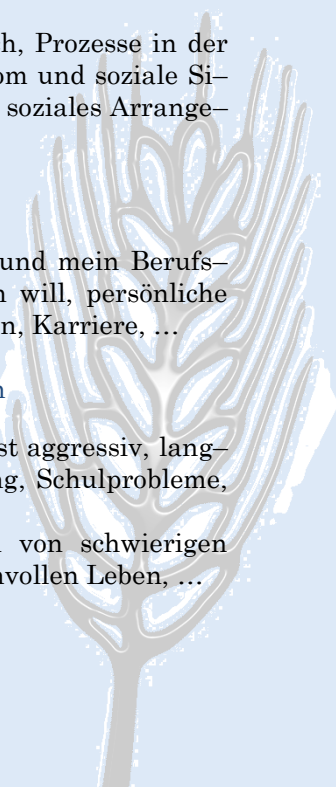 h, Prozesse in der
om und soziale Si–
soziales Arrange–
und mein Berufs–
will, persönliche
n, Karriere, ...
n
st aggressiv, lang–
g, Schulprobleme,
von schwierigen
nvollen Leben, ...